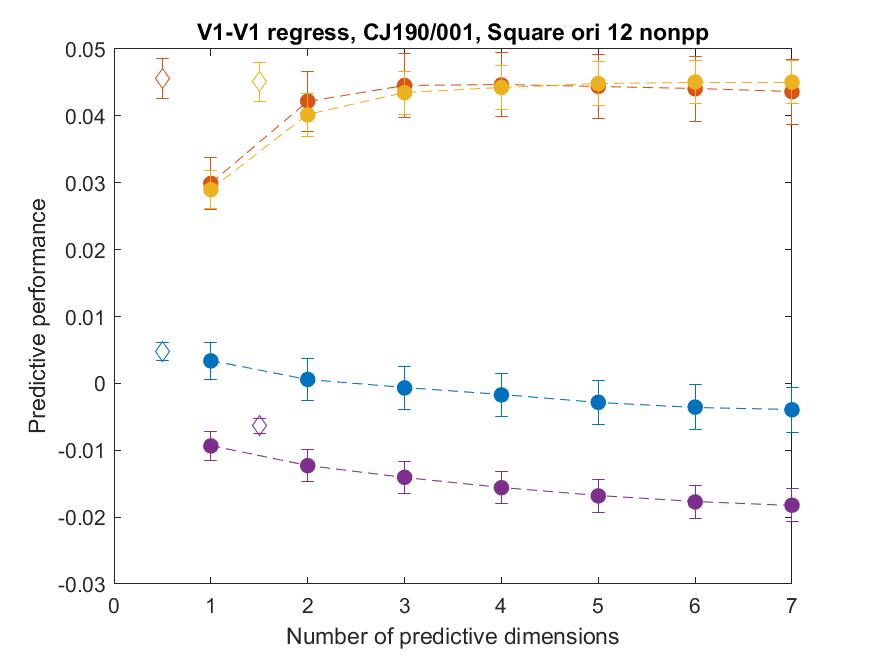 V1-V1 regress, CJ190/001, Square ori 12 nonpp
Predictive performance
0.05
0.04
0.03
0.02
0.01
0
-0.01
-0.02
-0.03
0 1 2 3 4 5 6 7
Number of predictive dimensions